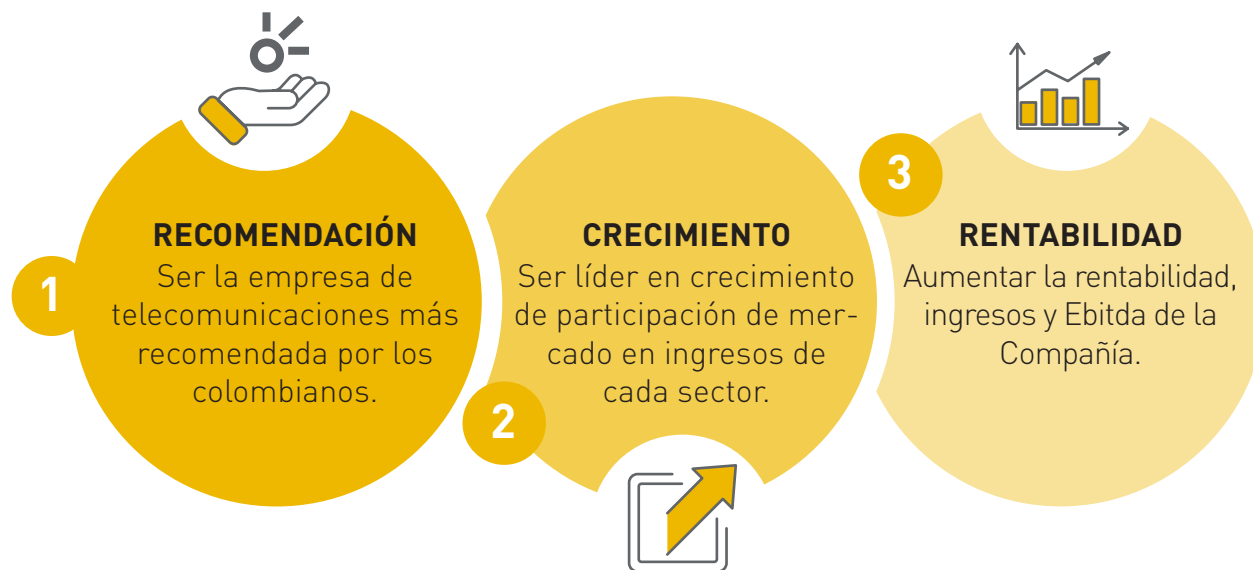 1
RECOMENDACIÓN
Ser la empresa de
telecomunicaciones más
recomendada por los
colombianos.
2
CRECIMIENTO
Ser líder en crecimiento
de participación de mer-
cado en ingresos de
cada sector.
3
RENTABILIDAD
Aumentar la rentabilidad,
ingresos y Ebitda de la
Compañía.